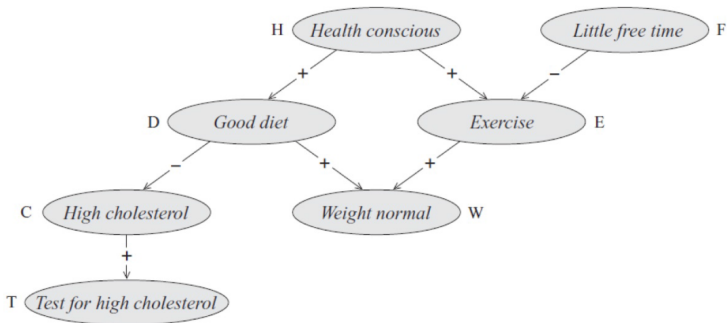 H Health conscious Little free time F
+ + –
D Good diet Exercise E
– + +
C High cholesterol Weight normal W
+
T Test for high cholesterol